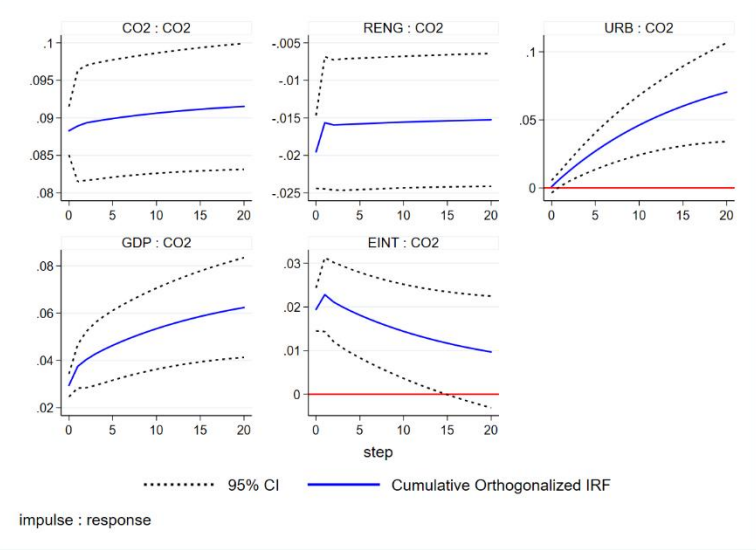 CO2 : CO2
RENG : CO2
URB : CO2
.1
.095
.09
.085
.08
0 5 10 15 20
-.005
-.01
-.015
-.02
-.025
0 5 10 15 20
.1
.05
0
0 5 10 15 20
GDP : CO2
EINT : CO2
.08
.06
.04
.02
0 5 10 15 20
.03
.02
.01
0
0 5 10 15 20
step
95% CI Cumulative Orthogonalized IRF
impulse : response